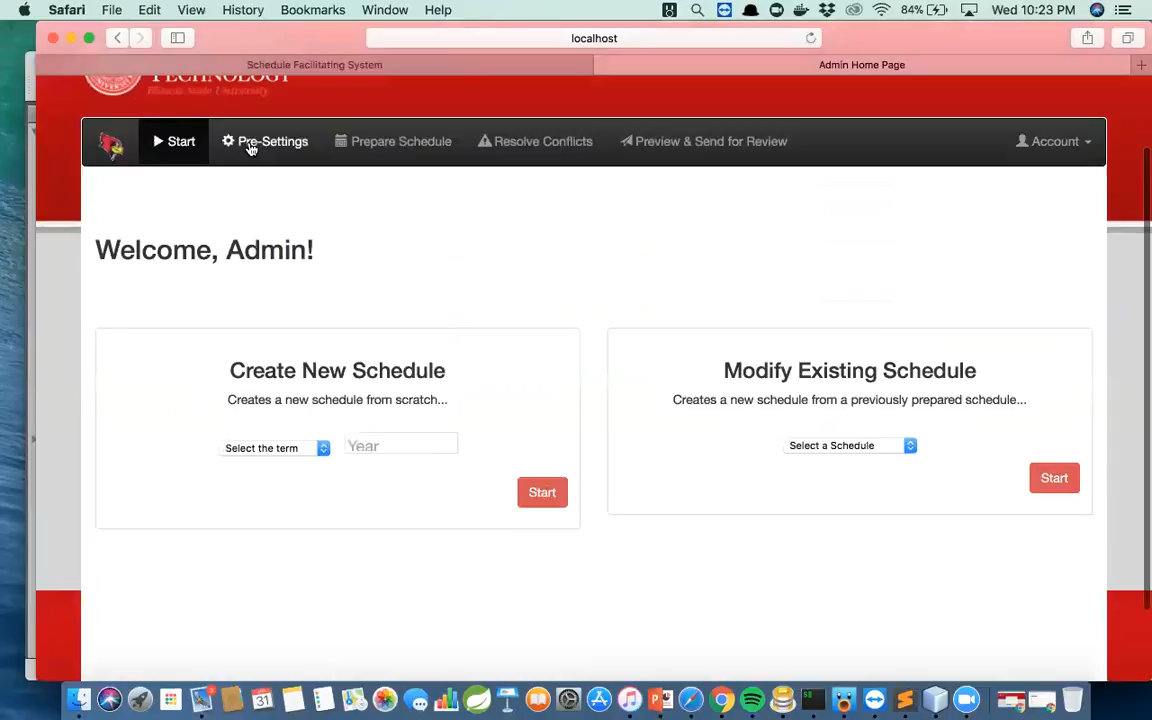 Safari File Edit View History Bookmarks Window Help 84% Wed 10:23 PM
localhost
Schedule Facilitating System Admin Home Page
TECHNOLOGY
Illinois State University
Start Pre-Settings Prepare Schedule Resolve Conflicts Preview & Send for Review Account
Welcome, Admin!
Create New Schedule
Creates a new schedule from scratch...
Select the term Year
Start
Modify Existing Schedule
Creates a new schedule from a previously prepared schedule...
Select a Schedule
Start